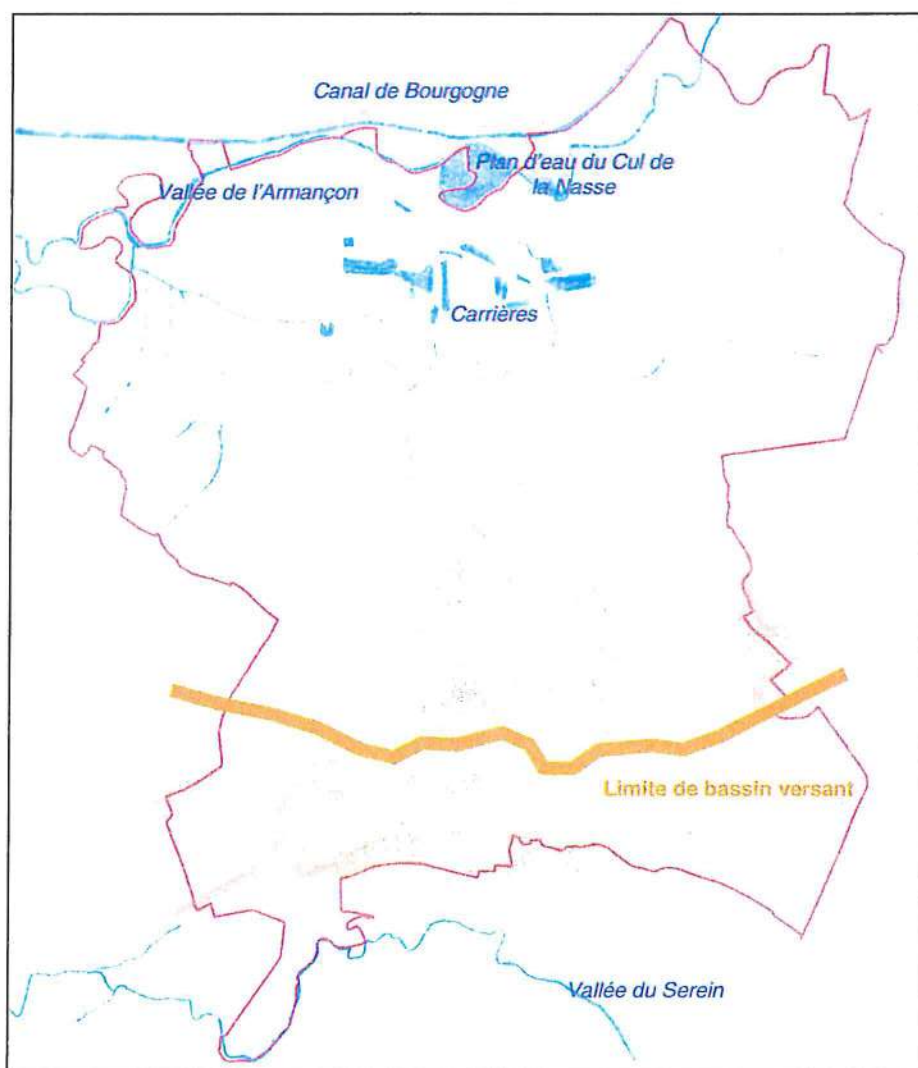 Canal de Bourgogne
Plan d'eau du Cul de
la Nasse
Vallée de l'Armançon
Carrières
Limite de bassin versant
Vallée du Serein